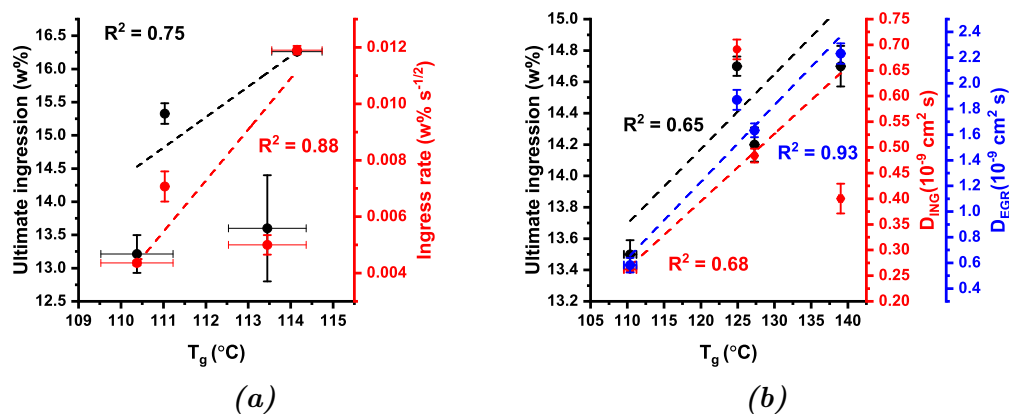 16.5
16.0
15.5
15.0
14.5
14.0
13.5
13.0
12.5
Ultimate ingression (w%)
R² = 0.75
R² = 0.88
109 110 111 112 113 114 115
T_g (°C)
0.012
0.010
0.008
0.006
0.004
Ingress rate (w% s^-1/2)
(a)
15.0
14.8
14.6
14.4
14.2
14.0
13.8
13.6
13.4
13.2
Ultimate ingression (w%)
R² = 0.65
R² = 0.93
R² = 0.68
105 110 115 120 125 130 135 140
T_g (°C)
0.75
0.70
0.65
0.60
0.55
0.50
0.45
0.40
0.35
0.30
0.25
0.20
D_ING (10^-9 cm² s)
2.4
2.2
2.0
1.8
1.6
1.4
1.2
1.0
0.8
0.6
0.4
D_EGR (10^-9 cm² s)
(b)